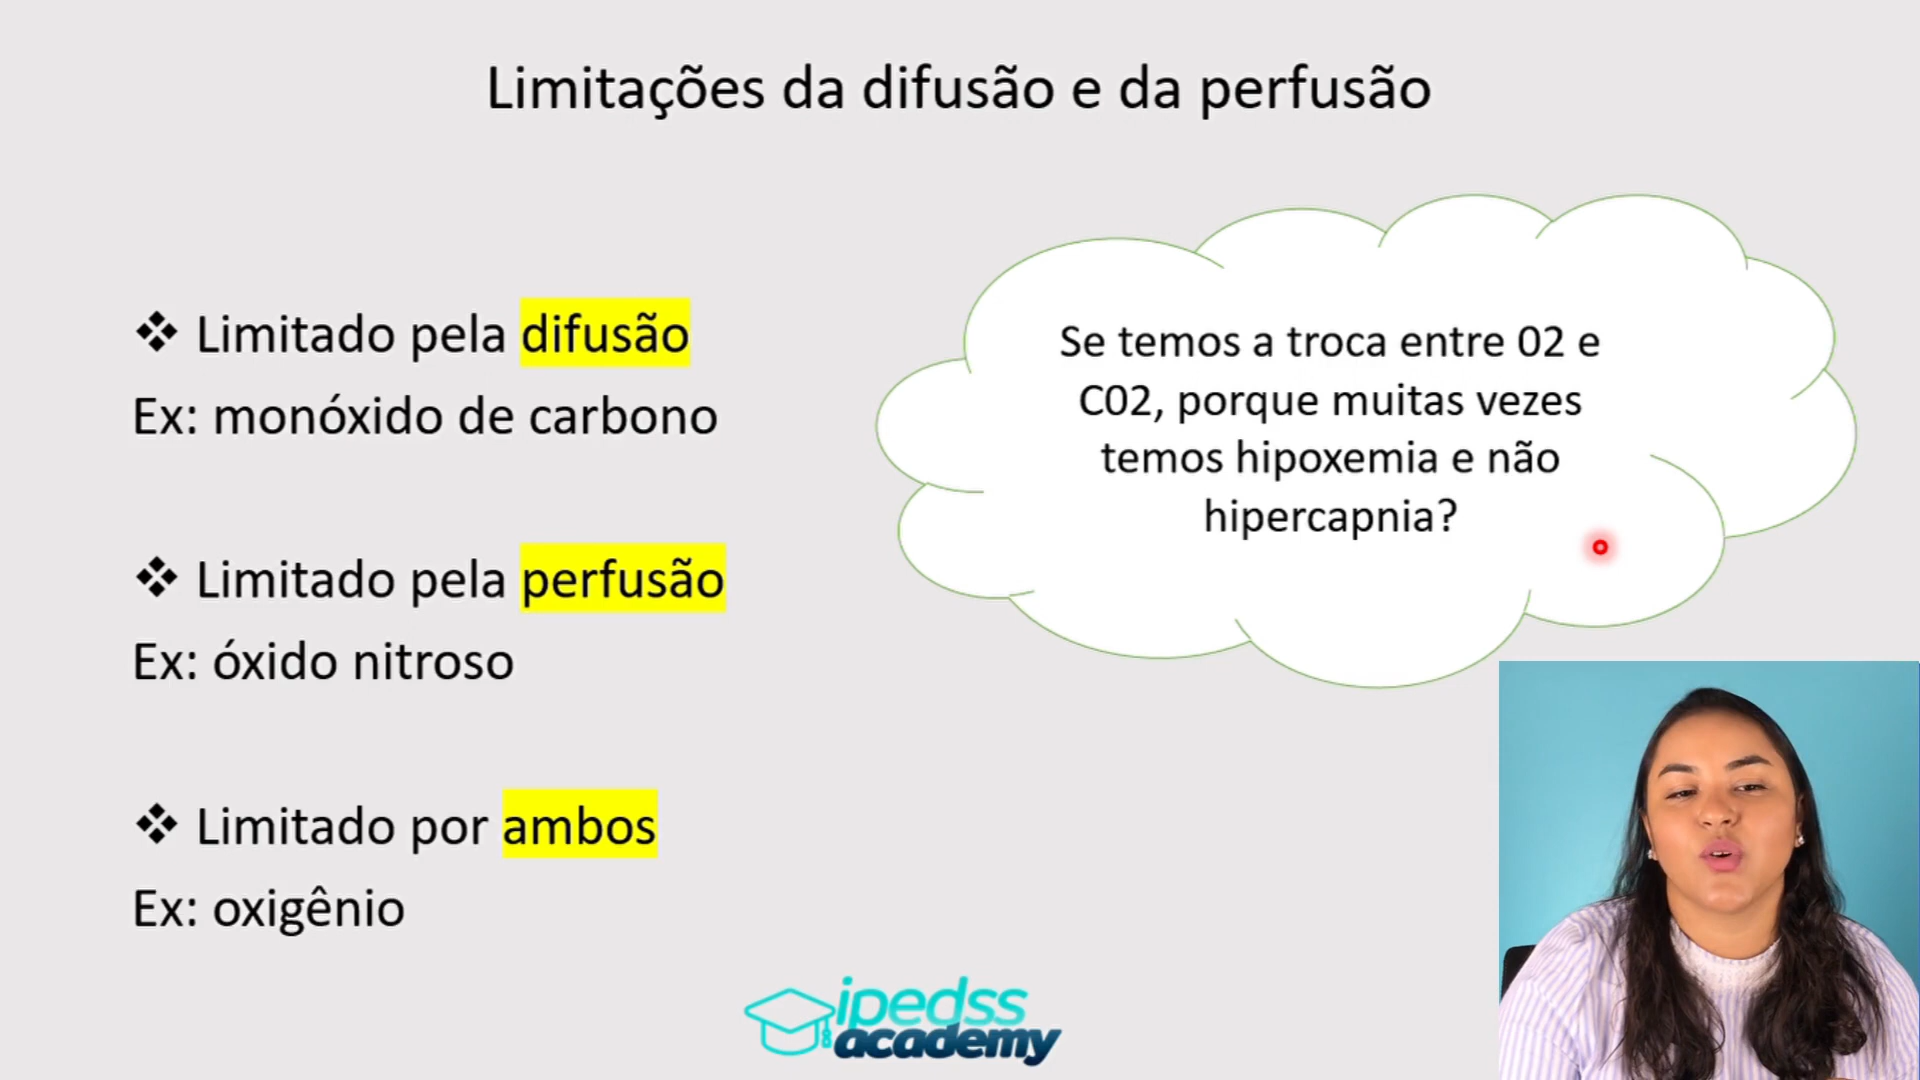 Limitações da difusão e da perfusão
❖ Limitado pela difusão
Ex: monóxido de carbono
❖ Limitado pela perfusão
Ex: óxido nitroso
❖ Limitado por ambos
Ex: oxigênio
Se temos a troca entre 02 e
C02, porque muitas vezes
temos hipoxemia e não
hipercapnia?
ipedss
academy